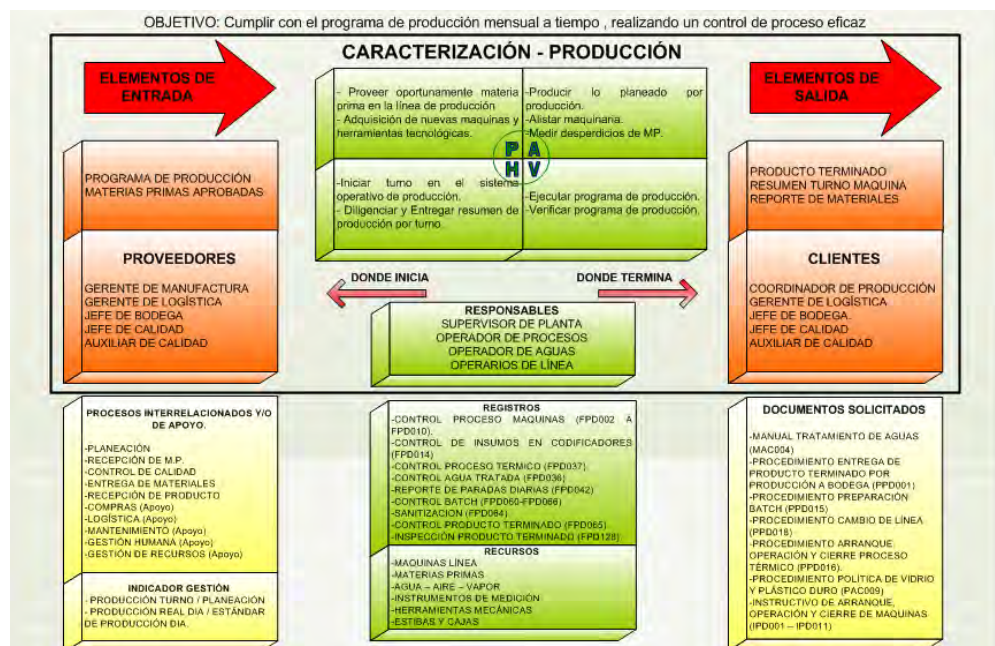 OBJETIVO: Cumplir con el programa de producción mensual a tiempo , realizando un control de proceso eficaz
CARACTERIZACIÓN - PRODUCCIÓN
ELEMENTOS DE
ENTRADA
PROGRAMA DE PRODUCCIÓN
MATERIAS PRIMAS APROBADAS
PROVEEDORES
GERENTE DE MANUFACTURA
GERENTE DE LOGÍSTICA
JEFE DE BODEGA
JEFE DE CALIDAD
AUXILIAR DE CALIDAD
- Proveer oportunamente materia
prima en la línea de producción
- Adquisición de nuevas maquinas y
herramientas tecnológicas.
-Producir lo planeado por
producción.
-Alistar maquinaria.
-Medir desperdicios de MP.
P A
H V
-Iniciar turno en el sistema
operativo de producción.
- Diligenciar y Entregar resumen de
producción por turno.
-Ejecutar programa de producción.
-Verificar programa de producción.
DONDE INICIA
DONDE TERMINA
RESPONSABLES
SUPERVISOR DE PLANTA
OPERADOR DE PROCESOS
OPERADOR DE AGUAS
OPERARIOS DE LÍNEA
ELEMENTOS DE
SALIDA
PRODUCTO TERMINADO
RESUMEN TURNO MAQUINA
REPORTE DE MATERIALES
CLIENTES
COORDINADOR DE PRODUCCIÓN
GERENTE DE LOGÍSTICA
JEFE DE BODEGA.
JEFE DE CALIDAD
AUXILIAR DE CALIDAD
PROCESOS INTERRELACIONADOS Y/O
DE APOYO.
-PLANEACIÓN
-RECEPCIÓN DE M.P.
-CONTROL DE CALIDAD
-ENTREGA DE MATERIALES
-RECEPCIÓN DE PRODUCTO
-COMPRAS (Apoyo)
-LOGÍSTICA (Apoyo)
-MANTENIMIENTO (Apoyo)
-GESTIÓN HUMANA (Apoyo)
-GESTIÓN DE RECURSOS (Apoyo)
INDICADOR GESTIÓN
- PRODUCCIÓN TURNO / PLANEACIÓN
- PRODUCCIÓN REAL DIA / ESTÁNDAR
DE PRODUCCIÓN DIA.
REGISTROS
-CONTROL PROCESO MAQUINAS (FPD002 A
FPD010).
-CONTROL DE INSUMOS EN CODIFICADORES
(FPD014)
-CONTROL PROCESO TERMICO (FPD037).
-CONTROL AGUA TRATADA (FPD036)
-REPORTE DE PARADAS DIARIAS (FPD042)
-CONTROL BATCH (FPD060-FPD066)
-SANITIZACION (FPD064)
-CONTROL PRODUCTO TERMINADO (FPD065)
-INSPECCIÓN PRODUCTO TERMINADO (FPD128)
RECURSOS
-MAQUINAS LÍNEA
-MATERIAS PRIMAS
-AGUA – AIRE – VAPOR
-INSTRUMENTOS DE MEDICIÓN
-HERRAMIENTAS MECÁNICAS
-ESTIBAS Y CAJAS
DOCUMENTOS SOLICITADOS
-MANUAL TRATAMIENTO DE AGUAS
(MAC004)
-PROCEDIMIENTO ENTREGA DE
PRODUCTO TERMINADO POR
PRODUCCIÓN A BODEGA (PPD001)
-PROCEDIMIENTO PREPARACIÓN
BATCH (PPD015)
-PROCEDIMIENTO CAMBIO DE LÍNEA
(PPD018)
-PROCEDIMIENTO ARRANQUE
OPERACIÓN Y CIERRE PROCESO
TÉRMICO (PPD016).
-PROCEDIMIENTO POLÍTICA DE VIDRIO
Y PLÁSTICO DURO (PAC009)
-INSTRUCTIVO DE ARRANQUE,
OPERACIÓN Y CIERRE DE MAQUINAS
(IPD001 – IPD011)